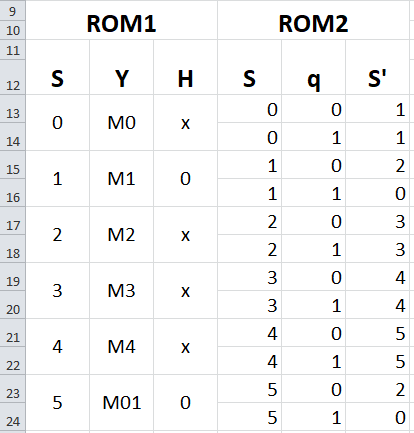 9
10 ROM1 ROM2
11
12 S Y H S q S'
13 0 M0 x 0 0 1
14 0 1 1
15 1 M1 0 1 0 2
16 1 1 0
17 2 M2 x 2 0 3
18 2 1 3
19 3 M3 x 3 0 4
20 3 1 4
21 4 M4 x 4 0 5
22 4 1 5
23 5 M01 0 5 0 2
24 5 1 0